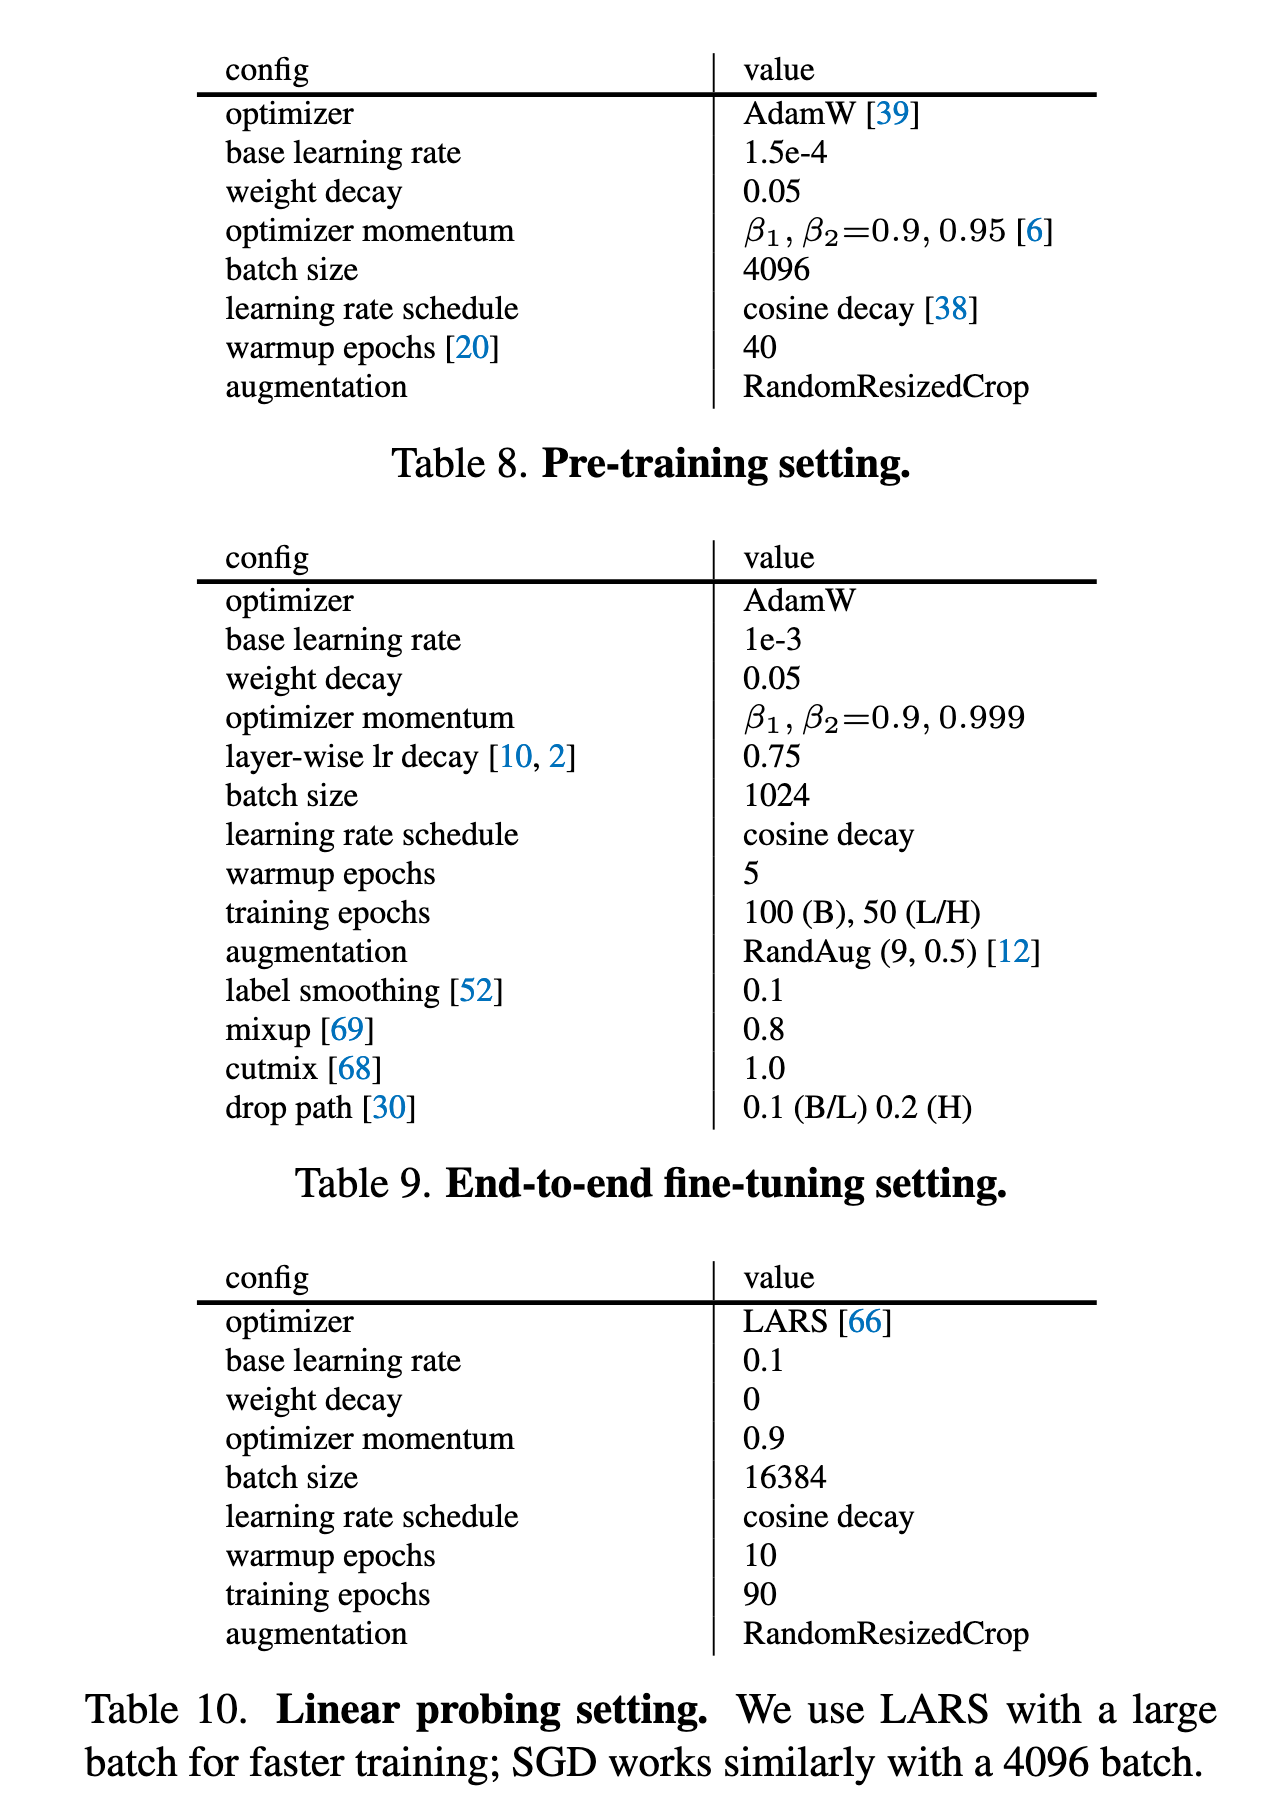 config value
optimizer AdamW [39]
base learning rate 1.5e-4
weight decay 0.05
optimizer momentum β₁, β₂=0.9, 0.95 [6]
batch size 4096
learning rate schedule cosine decay [38]
warmup epochs [20] 40
augmentation RandomResizedCrop
Table 8. Pre-training setting.
config value
optimizer AdamW
base learning rate 1e-3
weight decay 0.05
optimizer momentum β₁, β₂=0.9, 0.999
layer-wise lr decay [10, 2] 0.75
batch size 1024
learning rate schedule cosine decay
warmup epochs 5
training epochs 100 (B), 50 (L/H)
augmentation RandAug (9, 0.5) [12]
label smoothing [52] 0.1
mixup [69] 0.8
cutmix [68] 1.0
drop path [30] 0.1 (B/L) 0.2 (H)
Table 9. End-to-end fine-tuning setting.
config value
optimizer LARS [66]
base learning rate 0.1
weight decay 0
optimizer momentum 0.9
batch size 16384
learning rate schedule cosine decay
warmup epochs 10
training epochs 90
augmentation RandomResizedCrop
Table 10. Linear probing setting. We use LARS with a large
batch for faster training; SGD works similarly with a 4096 batch.